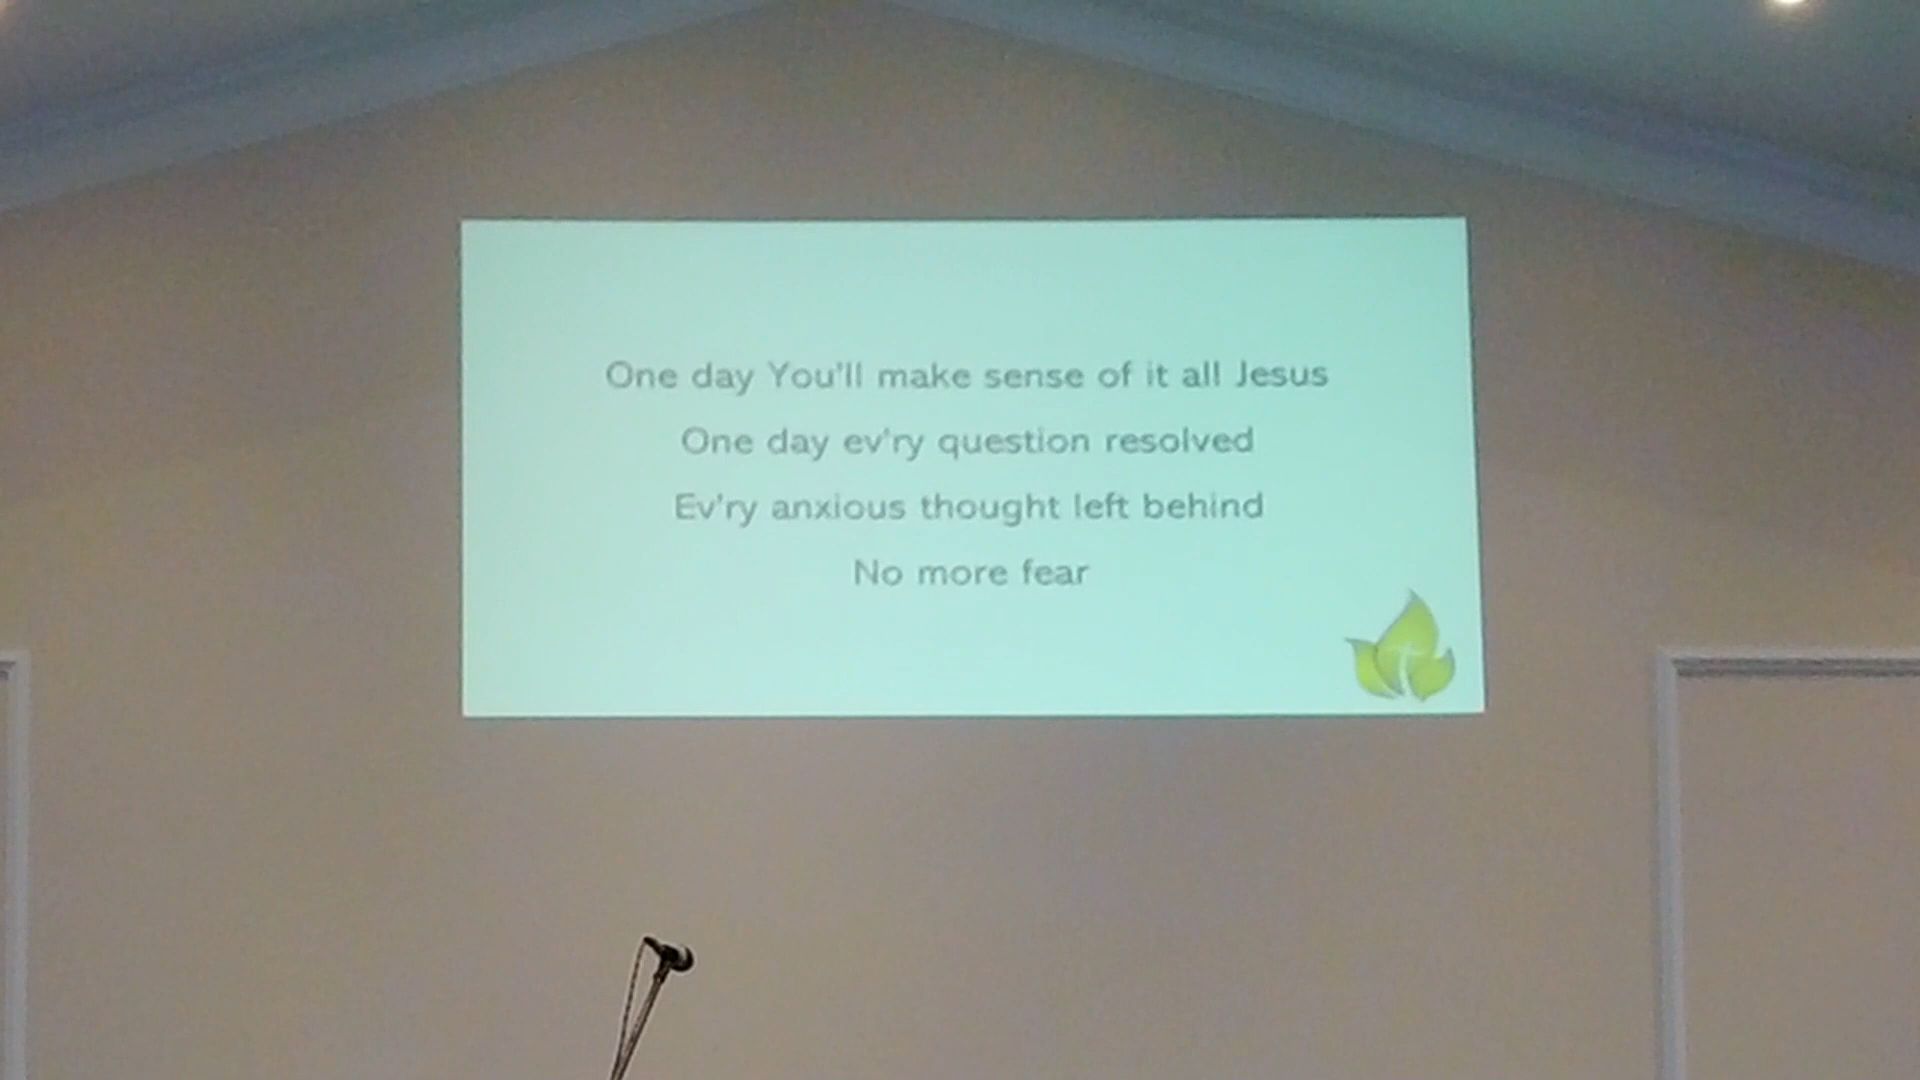 One day You'll make sense of it all Jesus
One day ev'ry question resolved
Ev'ry anxious thought left behind
No more fear